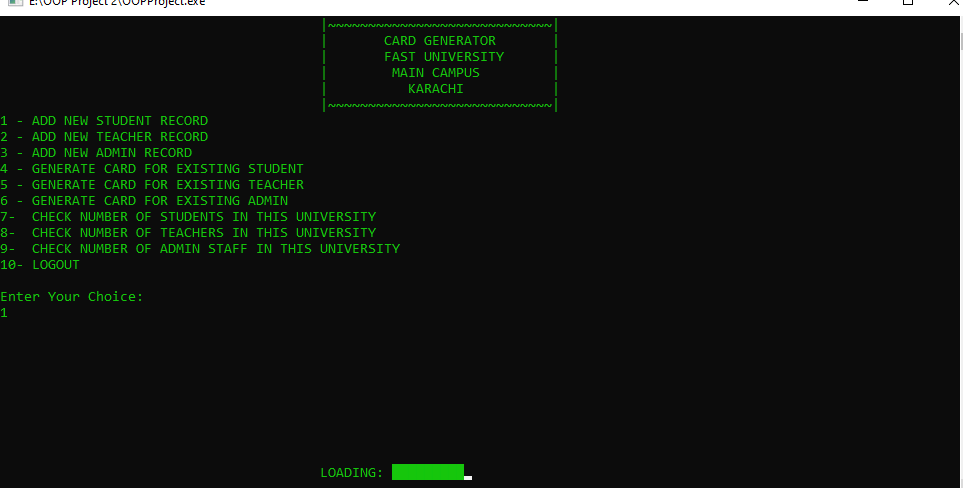 E:\OOP Project 2\OOPProject.exe
|~~~~~~~~~~~~~~~~~~~~~~~~~~~~|
| CARD GENERATOR |
| FAST UNIVERSITY |
| MAIN CAMPUS |
| KARACHI |
|~~~~~~~~~~~~~~~~~~~~~~~~~~~~|
1 - ADD NEW STUDENT RECORD
2 - ADD NEW TEACHER RECORD
3 - ADD NEW ADMIN RECORD
4 - GENERATE CARD FOR EXISTING STUDENT
5 - GENERATE CARD FOR EXISTING TEACHER
6 - GENERATE CARD FOR EXISTING ADMIN
7-  CHECK NUMBER OF STUDENTS IN THIS UNIVERSITY
8-  CHECK NUMBER OF TEACHERS IN THIS UNIVERSITY
9-  CHECK NUMBER OF ADMIN STAFF IN THIS UNIVERSITY
10- LOGOUT
Enter Your Choice:
1
LOADING: